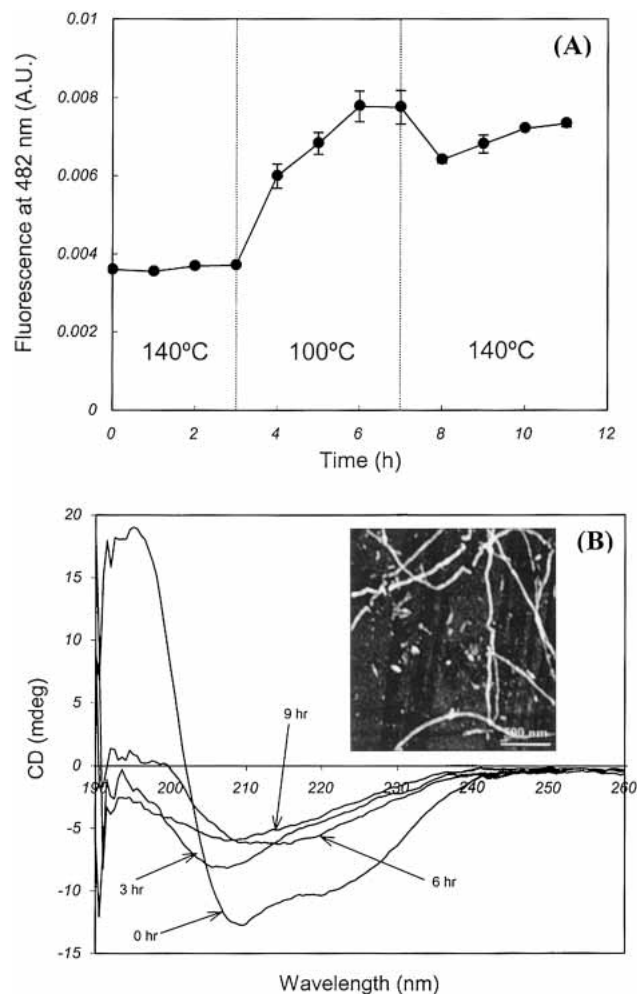 (A)
Fluorescence at 482 nm (A.U.)
0.01
0.008
0.006
0.004
0.002
0
140ºC
100ºC
140ºC
0 2 4 6 8 10 12
Time (h)
(B)
CD (mdeg)
20
15
10
5
0
-5
-10
-15
190 200 210 220 230 240 250 260
9 hr
3 hr
6 hr
0 hr
nm
Wavelength (nm)